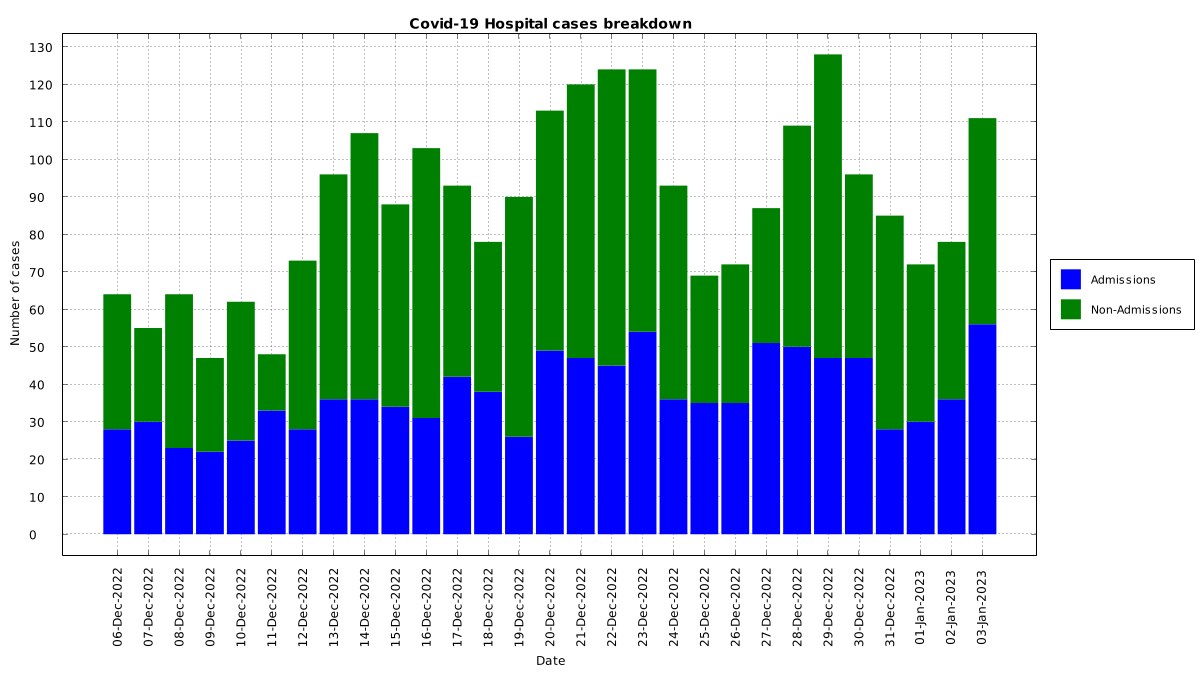 Covid-19 Hospital cases breakdown
130
120
110
100
90
80
70
60
50
40
30
20
10
0
Number of cases
06-Dec-2022
07-Dec-2022
08-Dec-2022
09-Dec-2022
10-Dec-2022
11-Dec-2022
12-Dec-2022
13-Dec-2022
14-Dec-2022
15-Dec-2022
16-Dec-2022
17-Dec-2022
18-Dec-2022
19-Dec-2022
20-Dec-2022
21-Dec-2022
22-Dec-2022
23-Dec-2022
24-Dec-2022
25-Dec-2022
26-Dec-2022
27-Dec-2022
28-Dec-2022
29-Dec-2022
30-Dec-2022
31-Dec-2022
01-Jan-2023
02-Jan-2023
03-Jan-2023
Date
Admissions
Non-Admissions